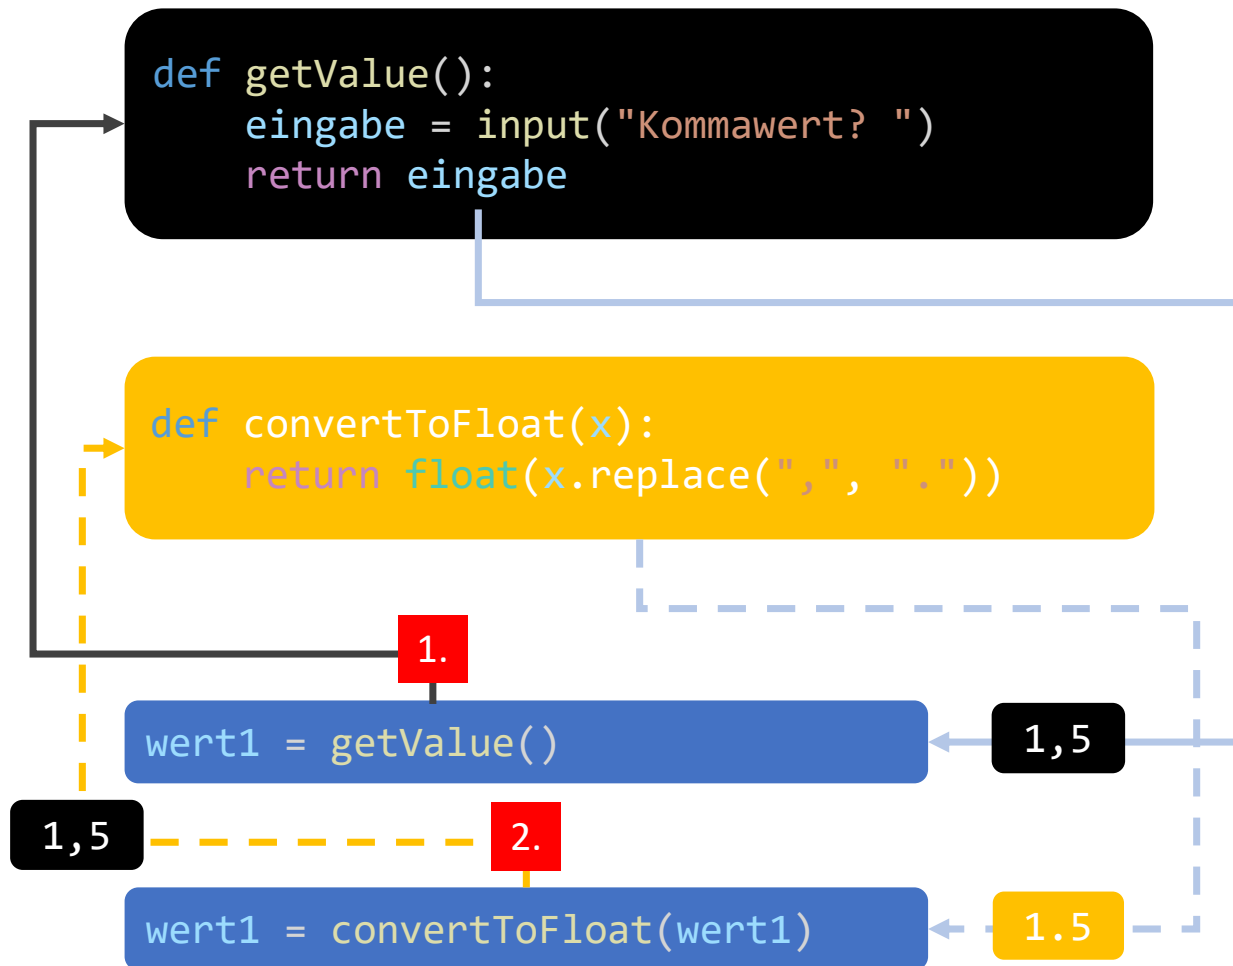 def getValue():
    eingabe = input("Kommawert? ")
    return eingabe
def convertToFloat(x):
    return float(x.replace(",", "."))
1.
wert1 = getValue()
1,5
1,5
2.
wert1 = convertToFloat(wert1)
1.5